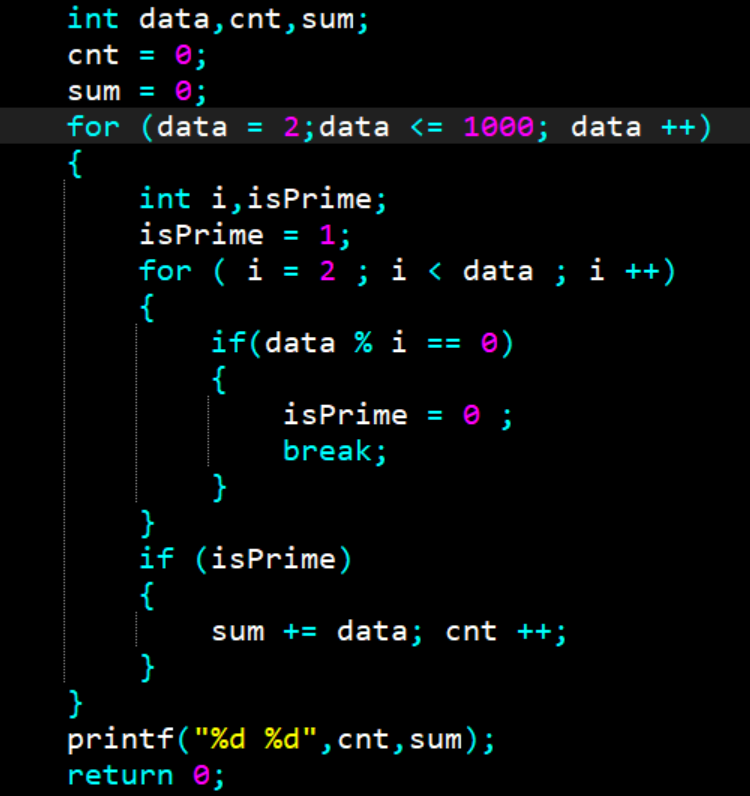 int data,cnt,sum;
cnt = 0;
sum = 0;
for (data = 2;data <= 1000; data ++)
{
int i,isPrime;
isPrime = 1;
for ( i = 2 ; i < data ; i ++)
{
if(data % i == 0)
{
isPrime = 0 ;
break;
}
}
if (isPrime)
{
sum += data; cnt ++;
}
}
printf("%d %d",cnt,sum);
return 0;